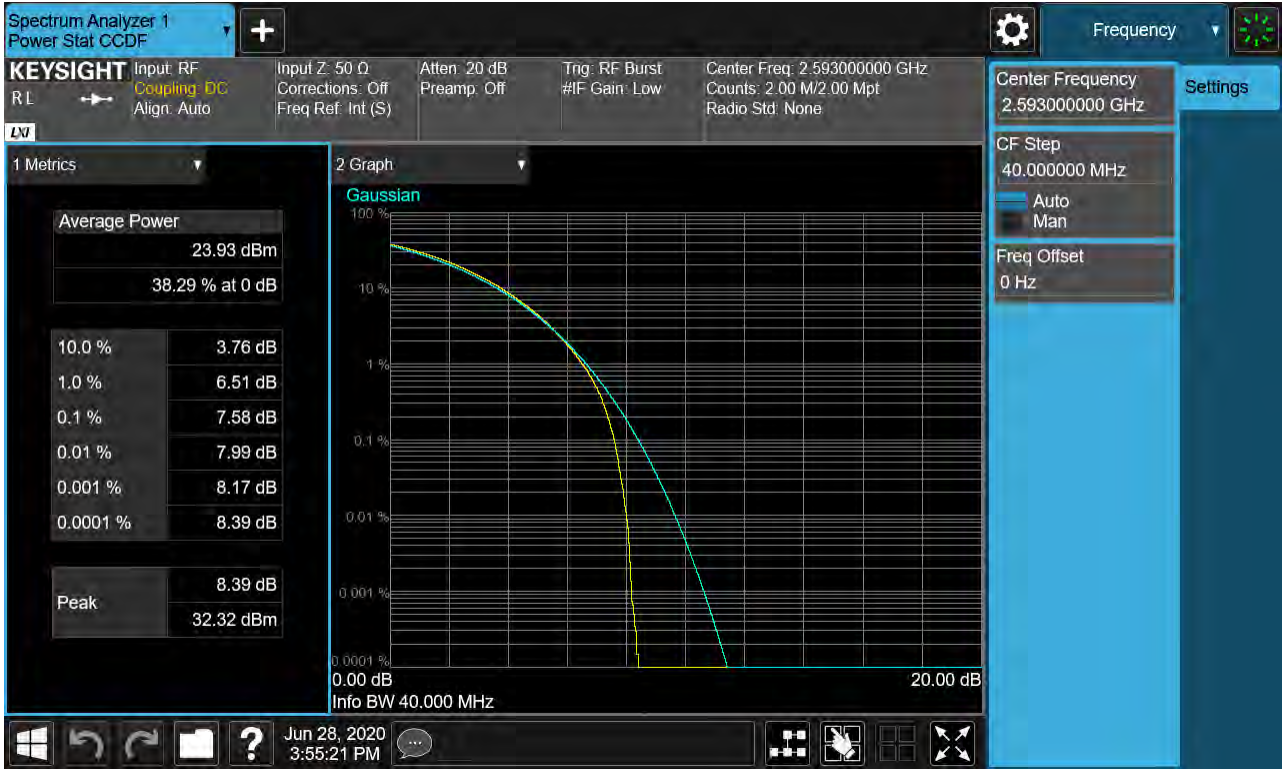 Spectrum Analyzer 1
Power Stat CCDF
Frequency
KEYSIGHT
R L
LXI
Input: RF
Coupling: DC
Align: Auto
Input Z: 50 Ω
Corrections: Off
Freq Ref: Int (S)
Atten: 20 dB
Preamp: Off
Trig: RF Burst
#IF Gain: Low
Center Freq: 2.593000000 GHz
Counts: 2.00 M/2.00 Mpt
Radio Std: None
Center Frequency
2.593000000 GHz
Settings
CF Step
40.000000 MHz
Auto
Man
Freq Offset
0 Hz
1 Metrics
Average Power
23.93 dBm
38.29 % at 0 dB
10.0 % 3.76 dB
1.0 % 6.51 dB
0.1 % 7.58 dB
0.01 % 7.99 dB
0.001 % 8.17 dB
0.0001 % 8.39 dB
Peak
8.39 dB
32.32 dBm
2 Graph
Gaussian
100 %
10 %
1 %
0.1 %
0.01 %
0.001 %
0.0001 %
0.00 dB 20.00 dB
Info BW 40.000 MHz
?
Jun 28, 2020
3:55:21 PM